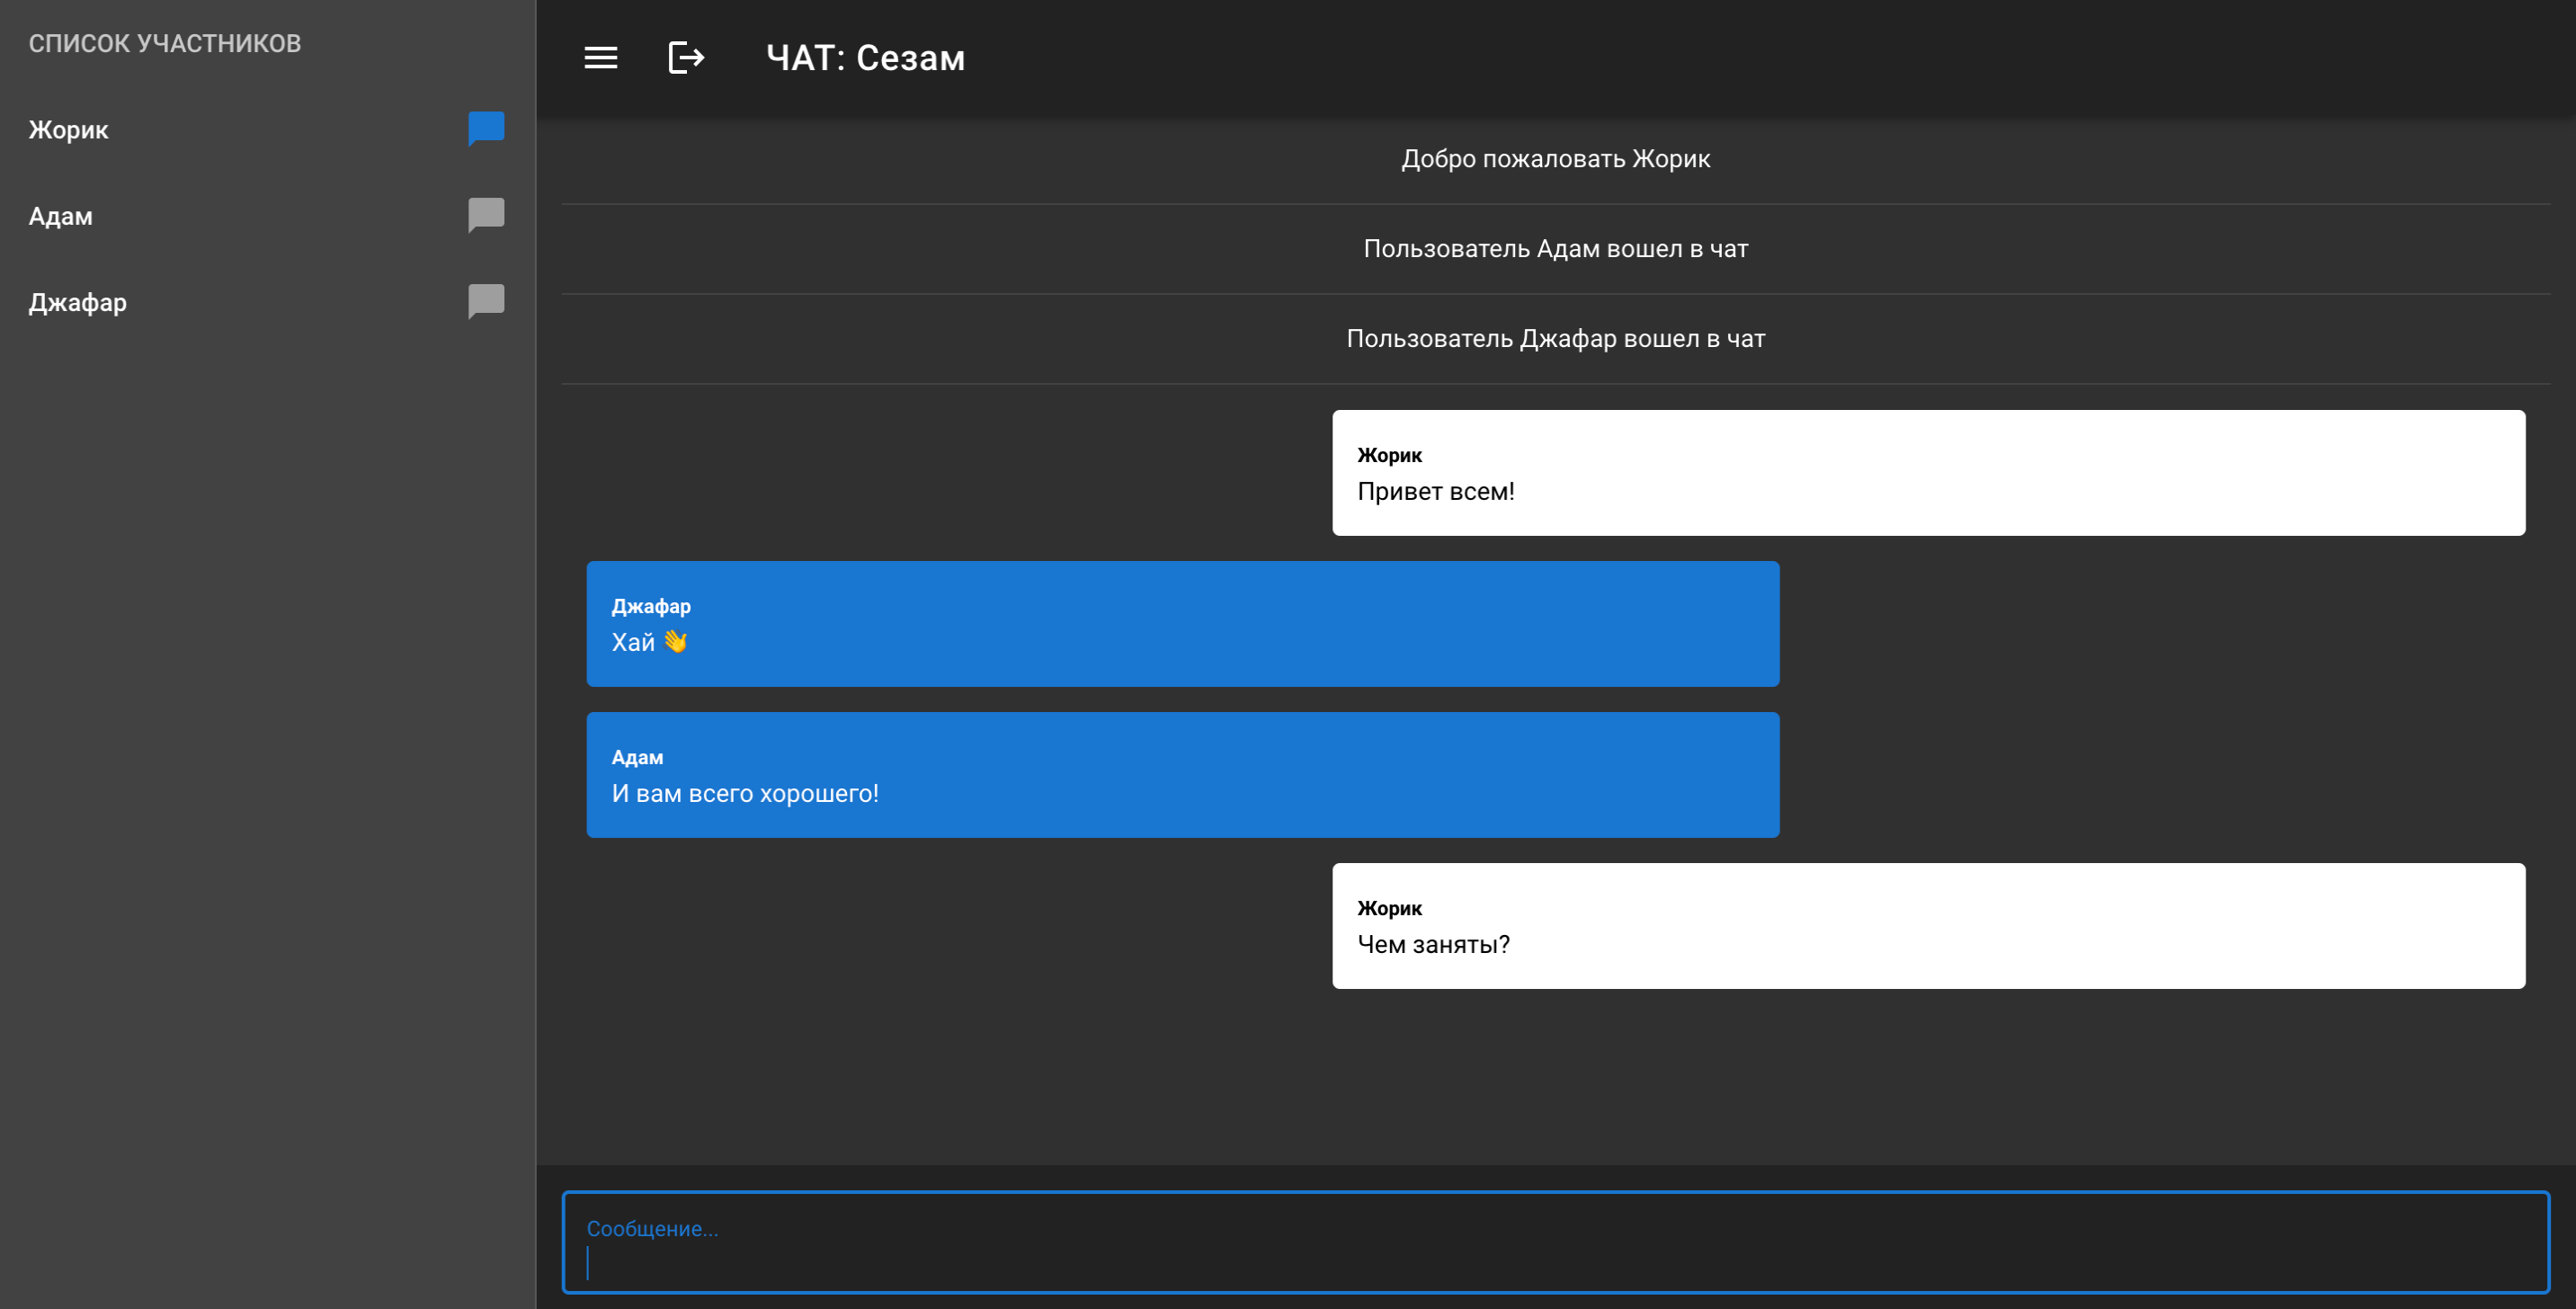 СПИСОК УЧАСТНИКОВ
Жорик
Адам
Джафар
ЧАТ: Сезам
Добро пожаловать Жорик
Пользователь Адам вошел в чат
Пользователь Джафар вошел в чат
Жорик
Привет всем!
Джафар
Хай 👋
Адам
И вам всего хорошего!
Жорик
Чем заняты?
Сообщение...